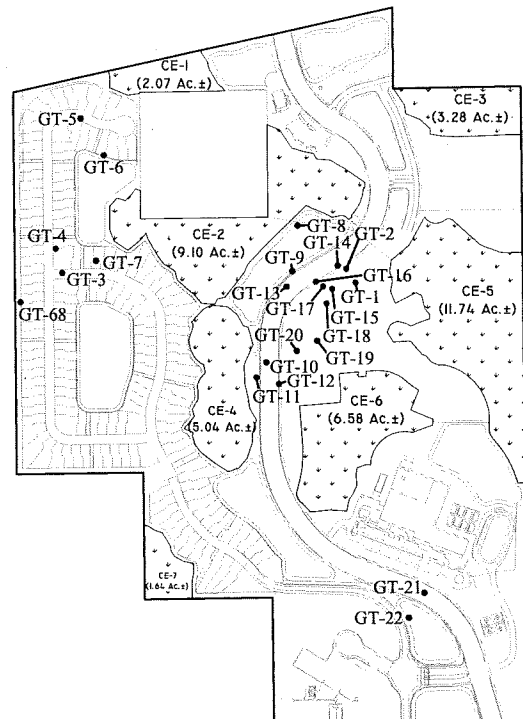 CE-1
(2.07 Ac.±)
CE-3
(3.28 Ac.±)
GT-5
GT-6
CE-2
(9.10 Ac.±)
GT-8
GT-2
GT-14
GT-4
GT-9
GT-7
GT-3
GT-16
GT-13
GT-1
GT-17
GT-15
CE-5
(11.74 Ac.±)
GT-68
GT-18
GT-20
GT-19
GT-10
GT-12
GT-11
CE-4
(5.04 Ac.±)
CE-6
(6.58 Ac.±)
CE-7
(1.64 Ac.±)
GT-21
GT-22